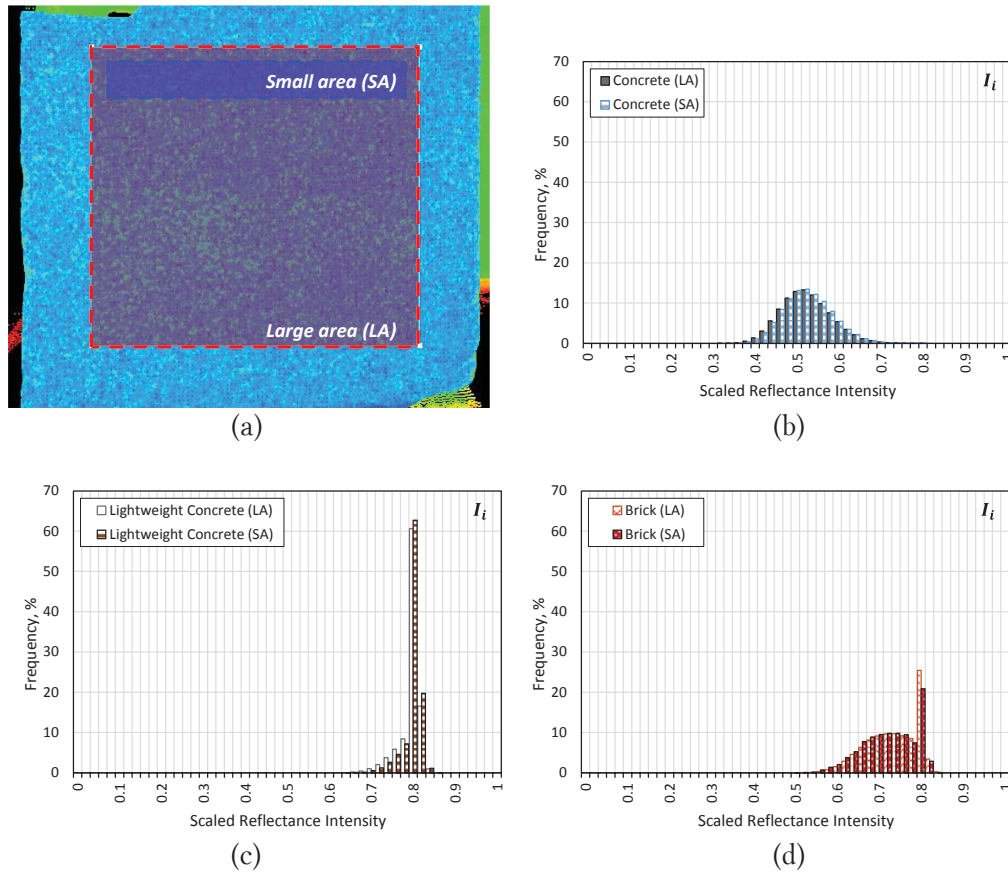 Small area (SA)
Large area (LA)
(a)
70
60
50
40
30
20
10
0
Frequency, %
Concrete (LA)
Concrete (SA)
I_i
0
0.1
0.2
0.3
0.4
0.5
0.6
0.7
0.8
0.9
1
Scaled Reflectance Intensity
(b)
70
60
50
40
30
20
10
0
Frequency, %
Lightweight Concrete (LA)
Lightweight Concrete (SA)
I_i
0
0.1
0.2
0.3
0.4
0.5
0.6
0.7
0.8
0.9
1
Scaled Reflectance Intensity
(c)
70
60
50
40
30
20
10
0
Frequency, %
Brick (LA)
Brick (SA)
I_i
0
0.1
0.2
0.3
0.4
0.5
0.6
0.7
0.8
0.9
1
Scaled Reflectance Intensity
(d)